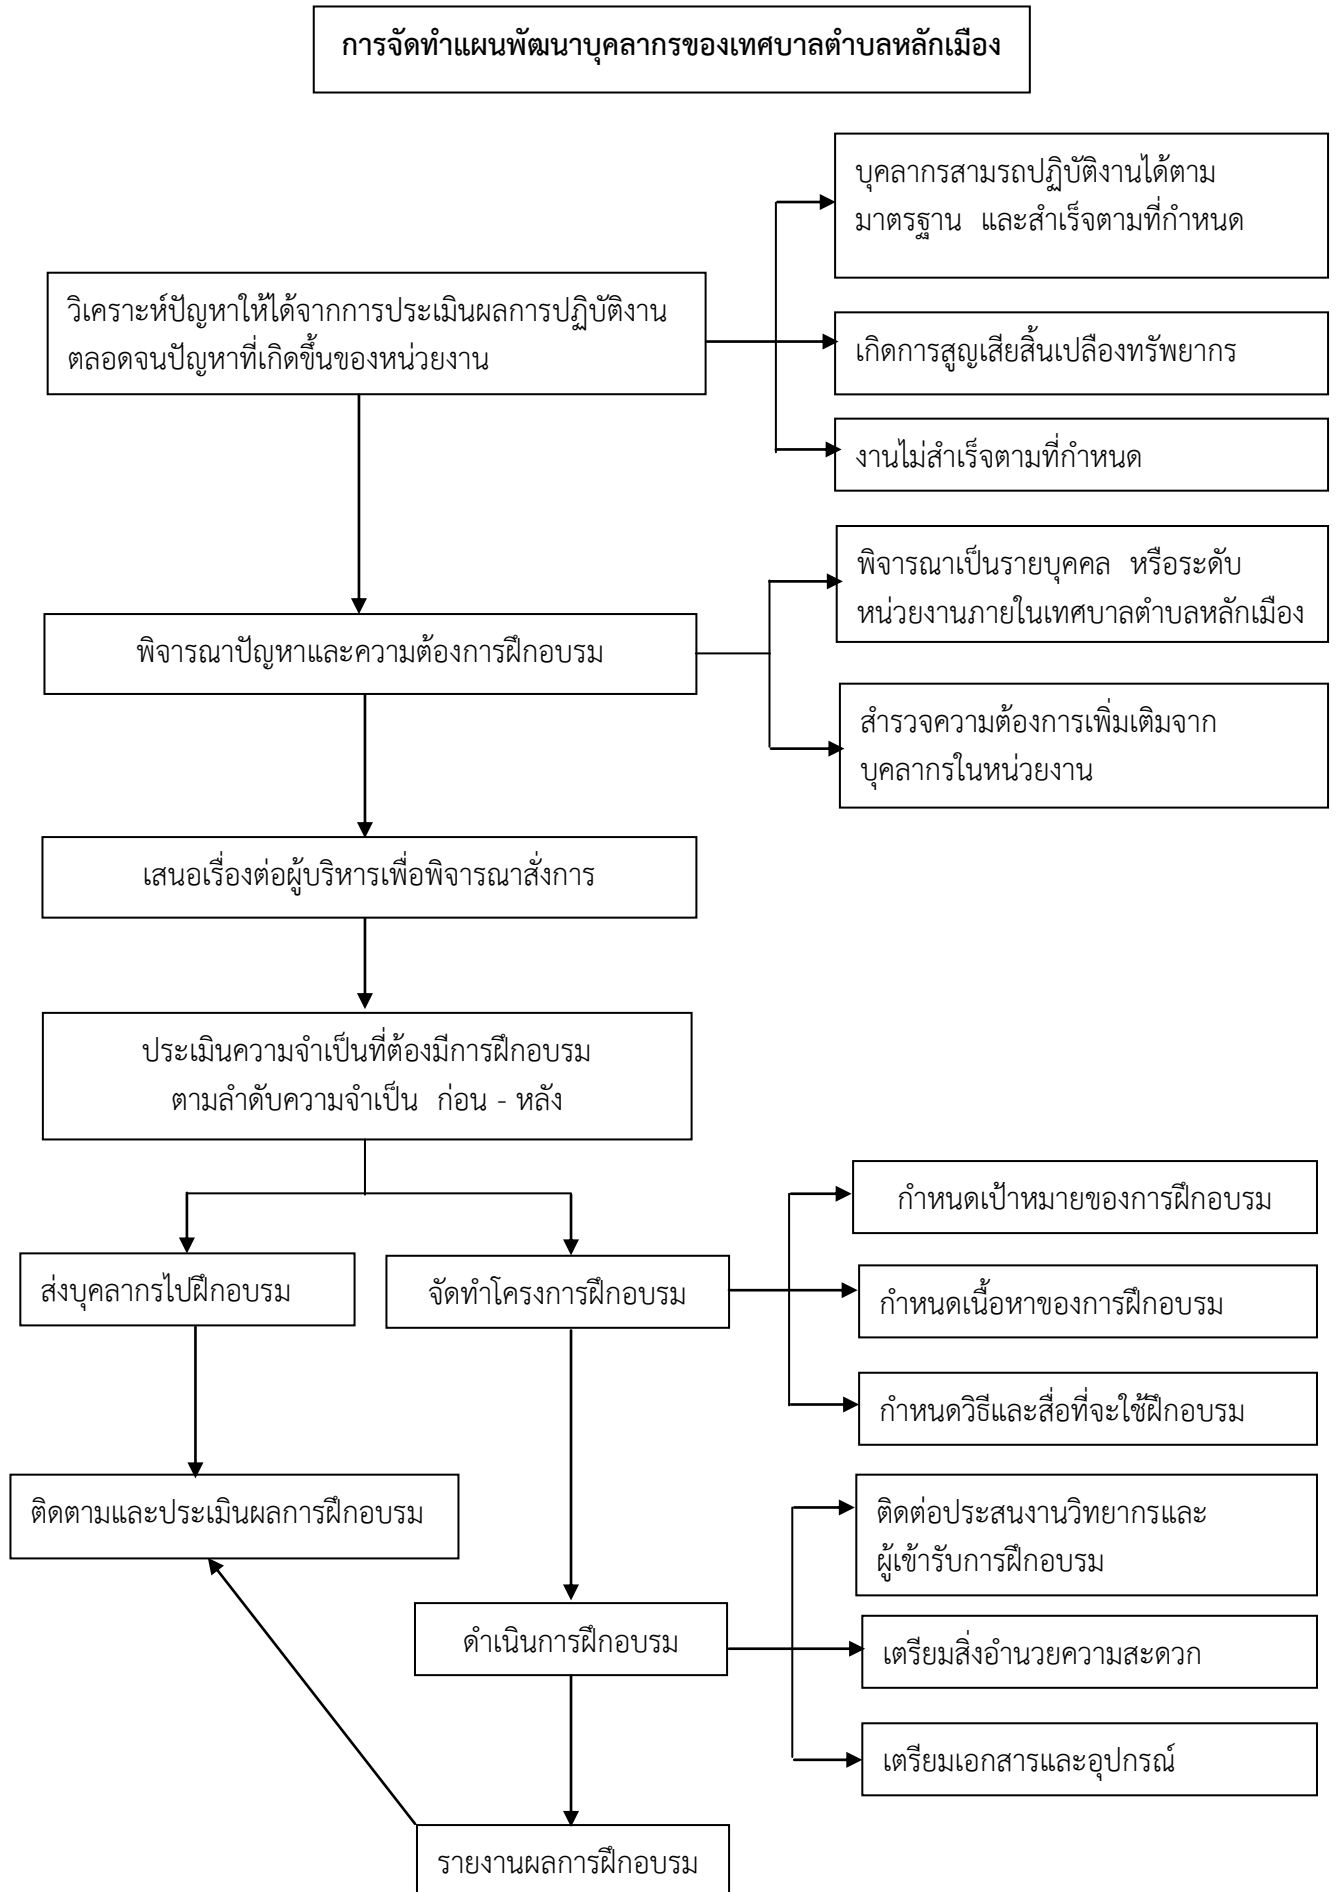 การจัดทำแผนพัฒนาบุคลากรของเทศบาลตำบลหลักเมือง
บุคลากรสามรถปฏิบัติงานได้ตาม
มาตรฐาน และสำเร็จตามที่กำหนด
วิเคราะห์ปัญหาให้ได้จากการประเมินผลการปฏิบัติงาน
ตลอดจนปัญหาที่เกิดขึ้นของหน่วยงาน
เกิดการสูญเสียสิ้นเปลืองทรัพยากร
งานไม่สำเร็จตามที่กำหนด
พิจารณาเป็นรายบุคคล หรือระดับ
หน่วยงานภายในเทศบาลตำบลหลักเมือง
พิจารณาปัญหาและความต้องการฝึกอบรม
สำรวจความต้องการเพิ่มเติมจาก
บุคลากรในหน่วยงาน
เสนอเรื่องต่อผู้บริหารเพื่อพิจารณาสั่งการ
ประเมินความจำเป็นที่ต้องมีการฝึกอบรม
ตามลำดับความจำเป็น ก่อน - หลัง
กำหนดเป้าหมายของการฝึกอบรม
ส่งบุคลากรไปฝึกอบรม
จัดทำโครงการฝึกอบรม
กำหนดเนื้อหาของการฝึกอบรม
กำหนดวิธีและสื่อที่จะใช้ฝึกอบรม
ติดตามและประเมินผลการฝึกอบรม
ติดต่อประสนงานวิทยากรและ
ผู้เข้ารับการฝึกอบรม
ดำเนินการฝึกอบรม
เตรียมสิ่งอำนวยความสะดวก
เตรียมเอกสารและอุปกรณ์
รายงานผลการฝึกอบรม